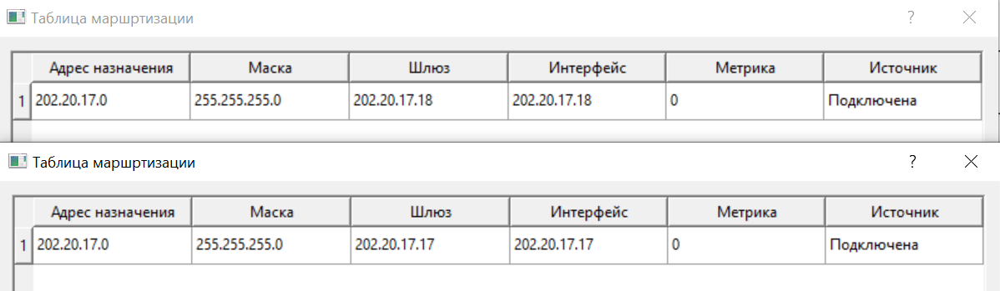 Таблица маршртизации ?
Адрес назначения Маска Шлюз Интерфейс Метрика Источник
1 202.20.17.0 255.255.255.0 202.20.17.18 202.20.17.18 0 Подключена
Таблица маршртизации ?
Адрес назначения Маска Шлюз Интерфейс Метрика Источник
1 202.20.17.0 255.255.255.0 202.20.17.17 202.20.17.17 0 Подключена